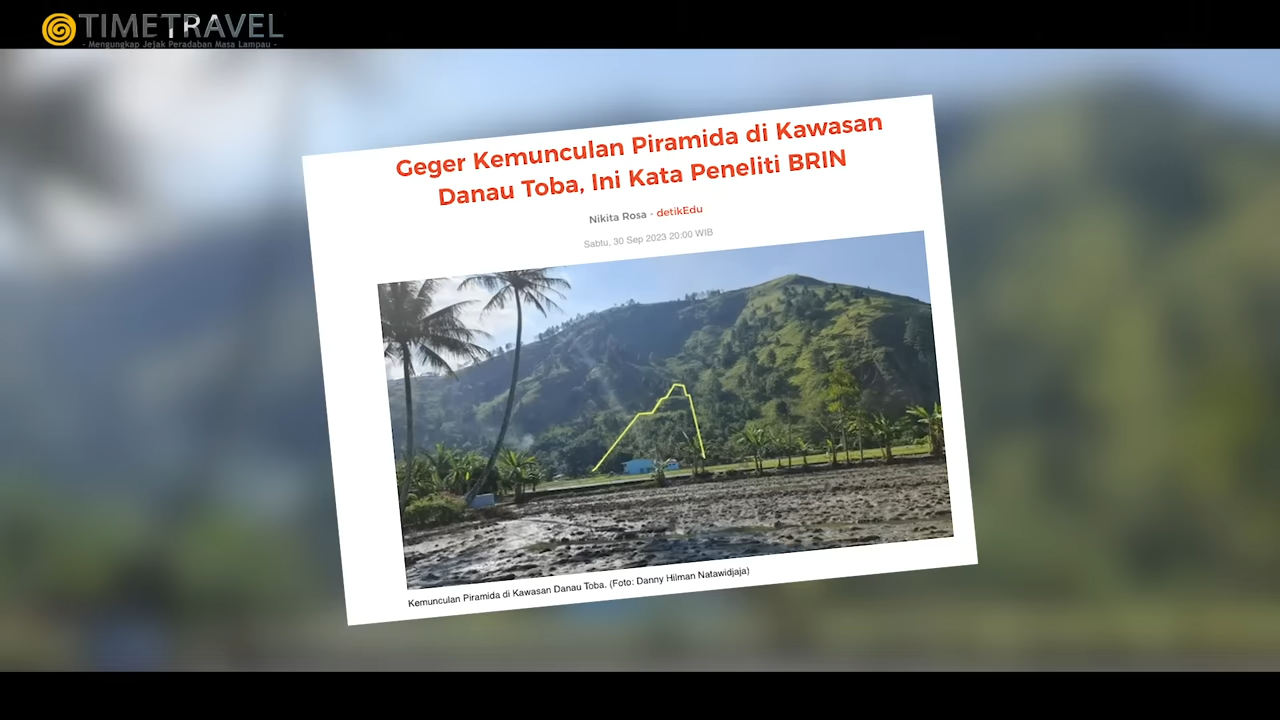 TIMETRAVEL
- Mengungkap Jejak Peradaban Masa Lampau -
Geger Kemunculan Piramida di Kawasan
Danau Toba, Ini Kata Peneliti BRIN
Nikita Rosa - detikEdu
Sabtu, 30 Sep 2023 20:00 WIB
Kemunculan Piramida di Kawasan Danau Toba. (Foto: Danny Hilman Natawidjaja)